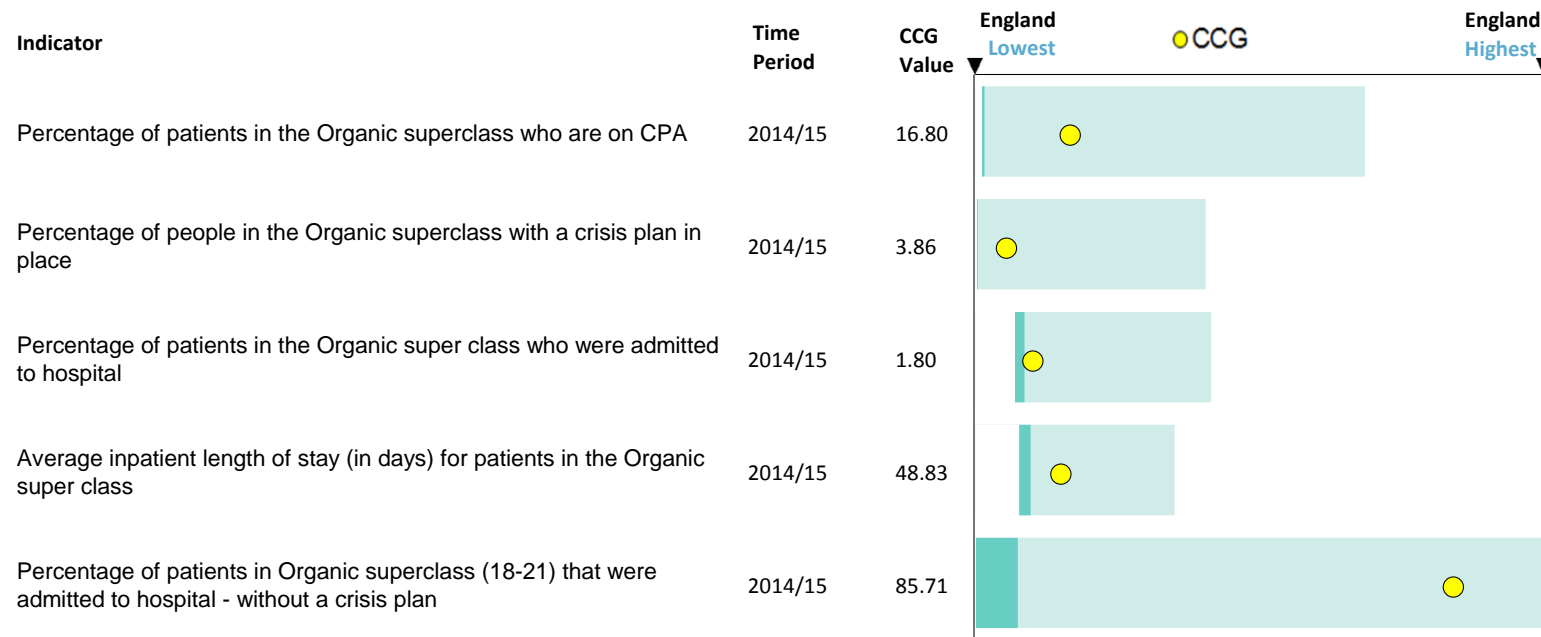 Indicator
Time
Period
CCG
Value
England
Lowest
CCG
England
Highest
Percentage of patients in the Organic superclass who are on CPA
2014/15
16.80
Percentage of people in the Organic superclass with a crisis plan in
place
2014/15
3.86
Percentage of patients in the Organic super class who were admitted
to hospital
2014/15
1.80
Average inpatient length of stay (in days) for patients in the Organic
super class
2014/15
48.83
Percentage of patients in Organic superclass (18-21) that were
admitted to hospital - without a crisis plan
2014/15
85.71